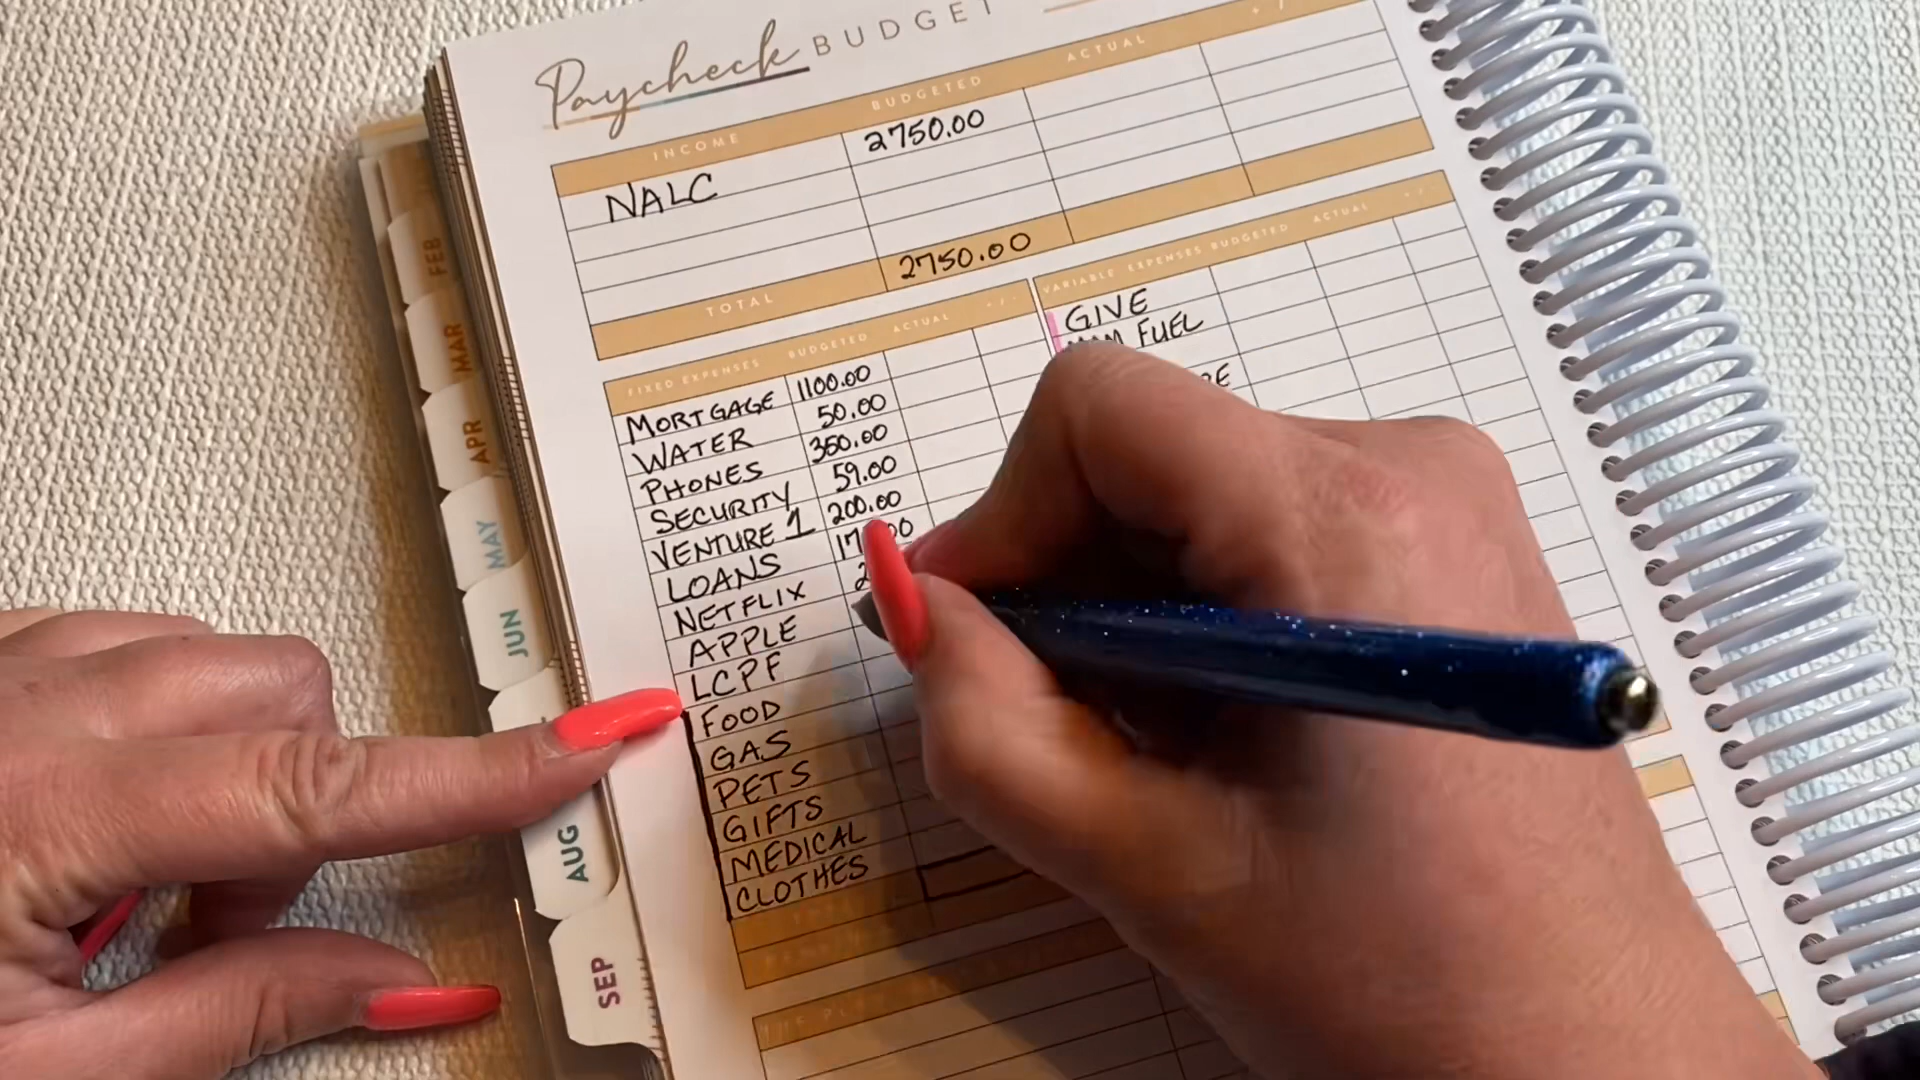 Paycheck BUDGET
INCOME BUDGETED ACTUAL + /
NALC 2750.00
TOTAL 2750.00
FIXED EXPENSES BUDGETED ACTUAL + / -
MORTGAGE 1100.00
WATER 50.00
PHONES 350.00
SECURITY 59.00
VENTURE 1 200.00
LOANS
NETFLIX
APPLE
LCPF
FOOD
GAS
PETS
GIFTS
MEDICAL
CLOTHES
VARIABLE EXPENSES BUDGETED ACTUAL + / -
GIVE
FUEL
FEB
MAR
APR
MAY
JUN
AUG
SEP